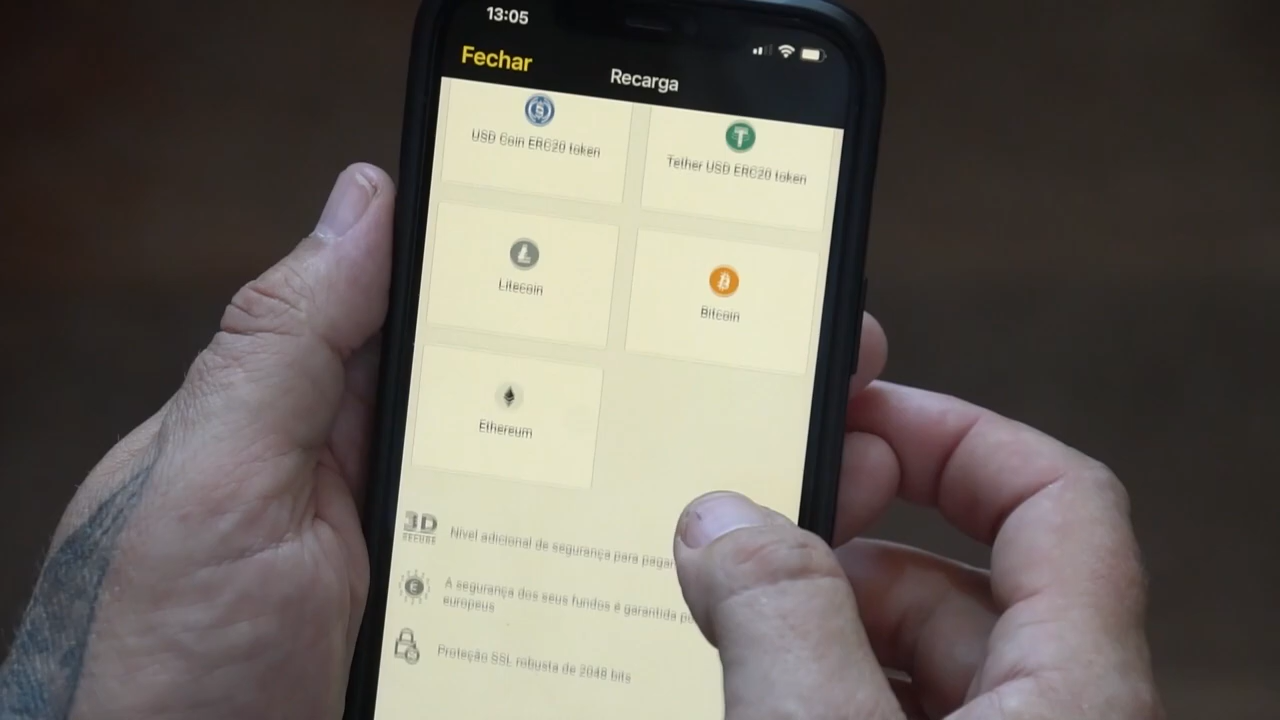 13:05
Fechar
Recarga
USD Coin ERC20 token
Tether USD ERC20 token
Litecoin
Bitcoin
Ethereum
3D
SECURE
Nível adicional de segurança para pagar
A segurança dos seus fundos é garantida
europeus
Proteção SSL robusta de 2048 bits